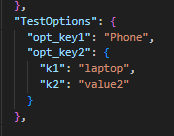 },
"TestOptions": {
"opt_key1": "Phone",
"opt_key2": {
"k1": "laptop",
"k2": "value2"
}
},